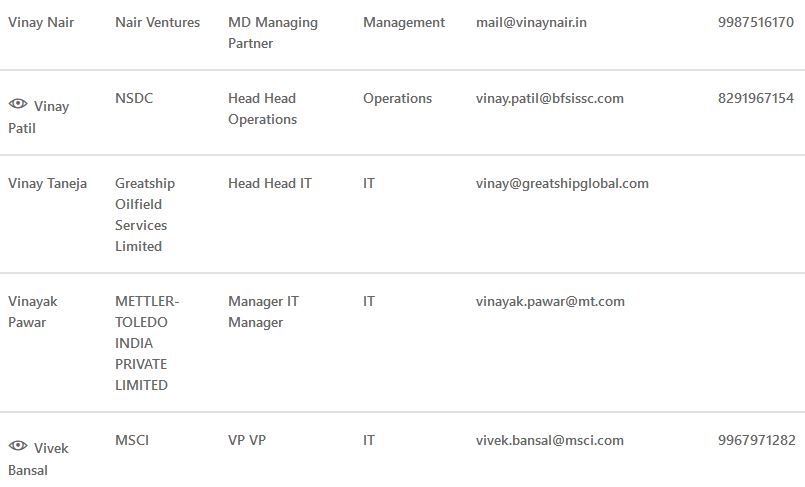 Vinay Nair Nair Ventures MD Managing Management mail@vinaynair.in 9987516170
Partner
Vinay NSDC Head Head Operations vinay.patil@bfsissc.com 8291967154
Patil Operations
Vinay Taneja Greatship Head Head IT IT vinay@greatshipglobal.com
Oilfield
Services
Limited
Vinayak METTLER- Manager IT IT vinayak.pawar@mt.com
Pawar TOLEDO Manager
INDIA
PRIVATE
LIMITED
Vivek MSCI VP VP IT vivek.bansal@msci.com 9967971282
Bansal